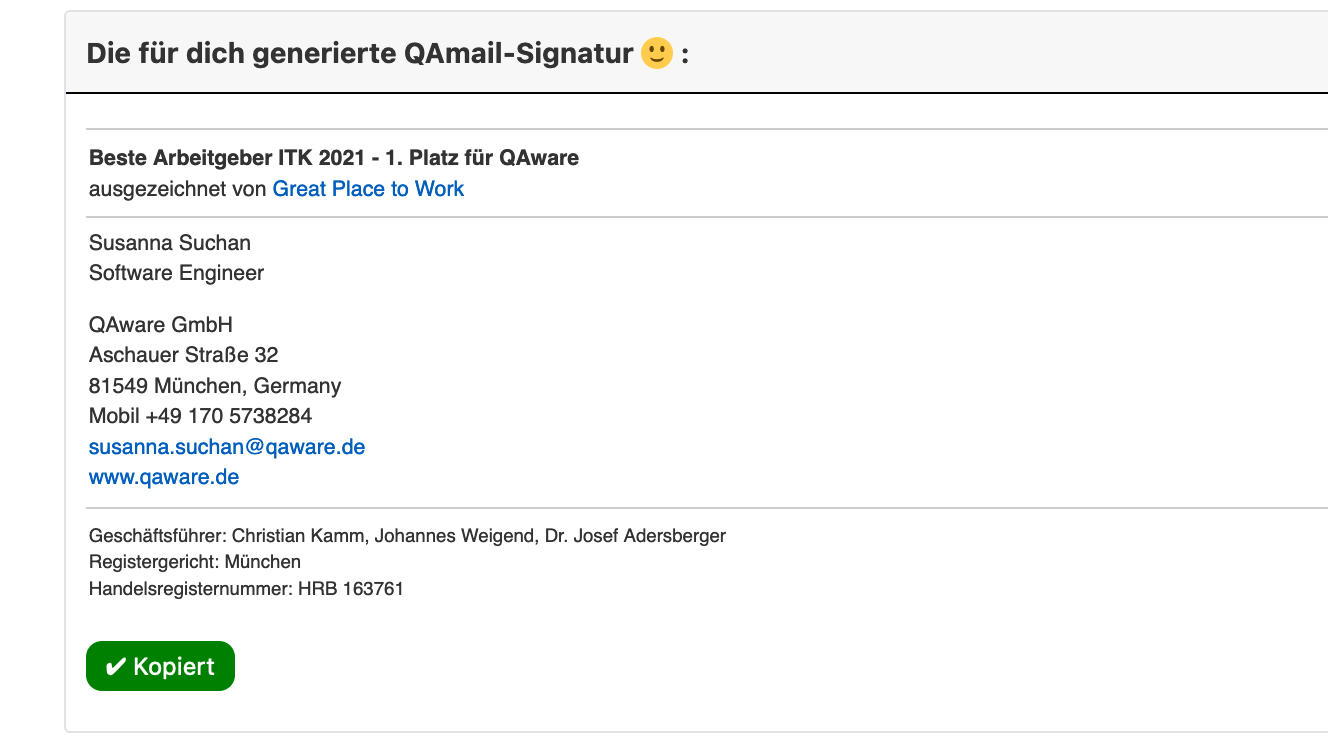 Die für dich generierte QAmail-Signatur 🙂 :
Beste Arbeitgeber ITK 2021 - 1. Platz für QAware
ausgezeichnet von Great Place to Work
Susanna Suchan
Software Engineer
QAware GmbH
Aschauer Straße 32
81549 München, Germany
Mobil +49 170 5738284
susanna.suchan@qaware.de
www.qaware.de
Geschäftsführer: Christian Kamm, Johannes Weigend, Dr. Josef Adersberger
Registergericht: München
Handelsregisternummer: HRB 163761
✔ Kopiert